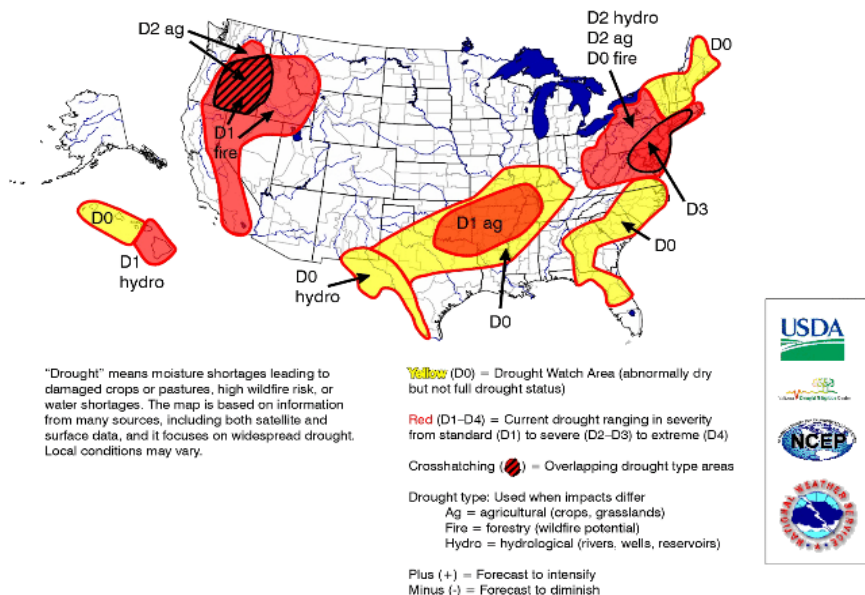 D2 ag
D2 hydro
D2 ag
D0 fire
D0
D1
fire
D3
D0
D1 ag
D0
D1
hydro
D0
hydro
D0
"Drought" means moisture shortages leading to
damaged crops or pastures, high wildfire risk, or
water shortages. The map is based on information
from many sources, including both satellite and
surface data, and it focuses on widespread drought.
Local conditions may vary.
Yellow (D0) = Drought Watch Area (abnormally dry
but not full drought status)
Red (D1–D4) = Current drought ranging in severity
from standard (D1) to severe (D2–D3) to extreme (D4)
Crosshatching ( ) = Overlapping drought type areas
Drought type: Used when impacts differ
Ag = agricultural (crops, grasslands)
Fire = forestry (wildfire potential)
Hydro = hydrological (rivers, wells, reservoirs)
Plus (+) = Forecast to intensify
Minus (-) = Forecast to diminish
USDA
NCEP
NATIONAL WEATHER SERVICE